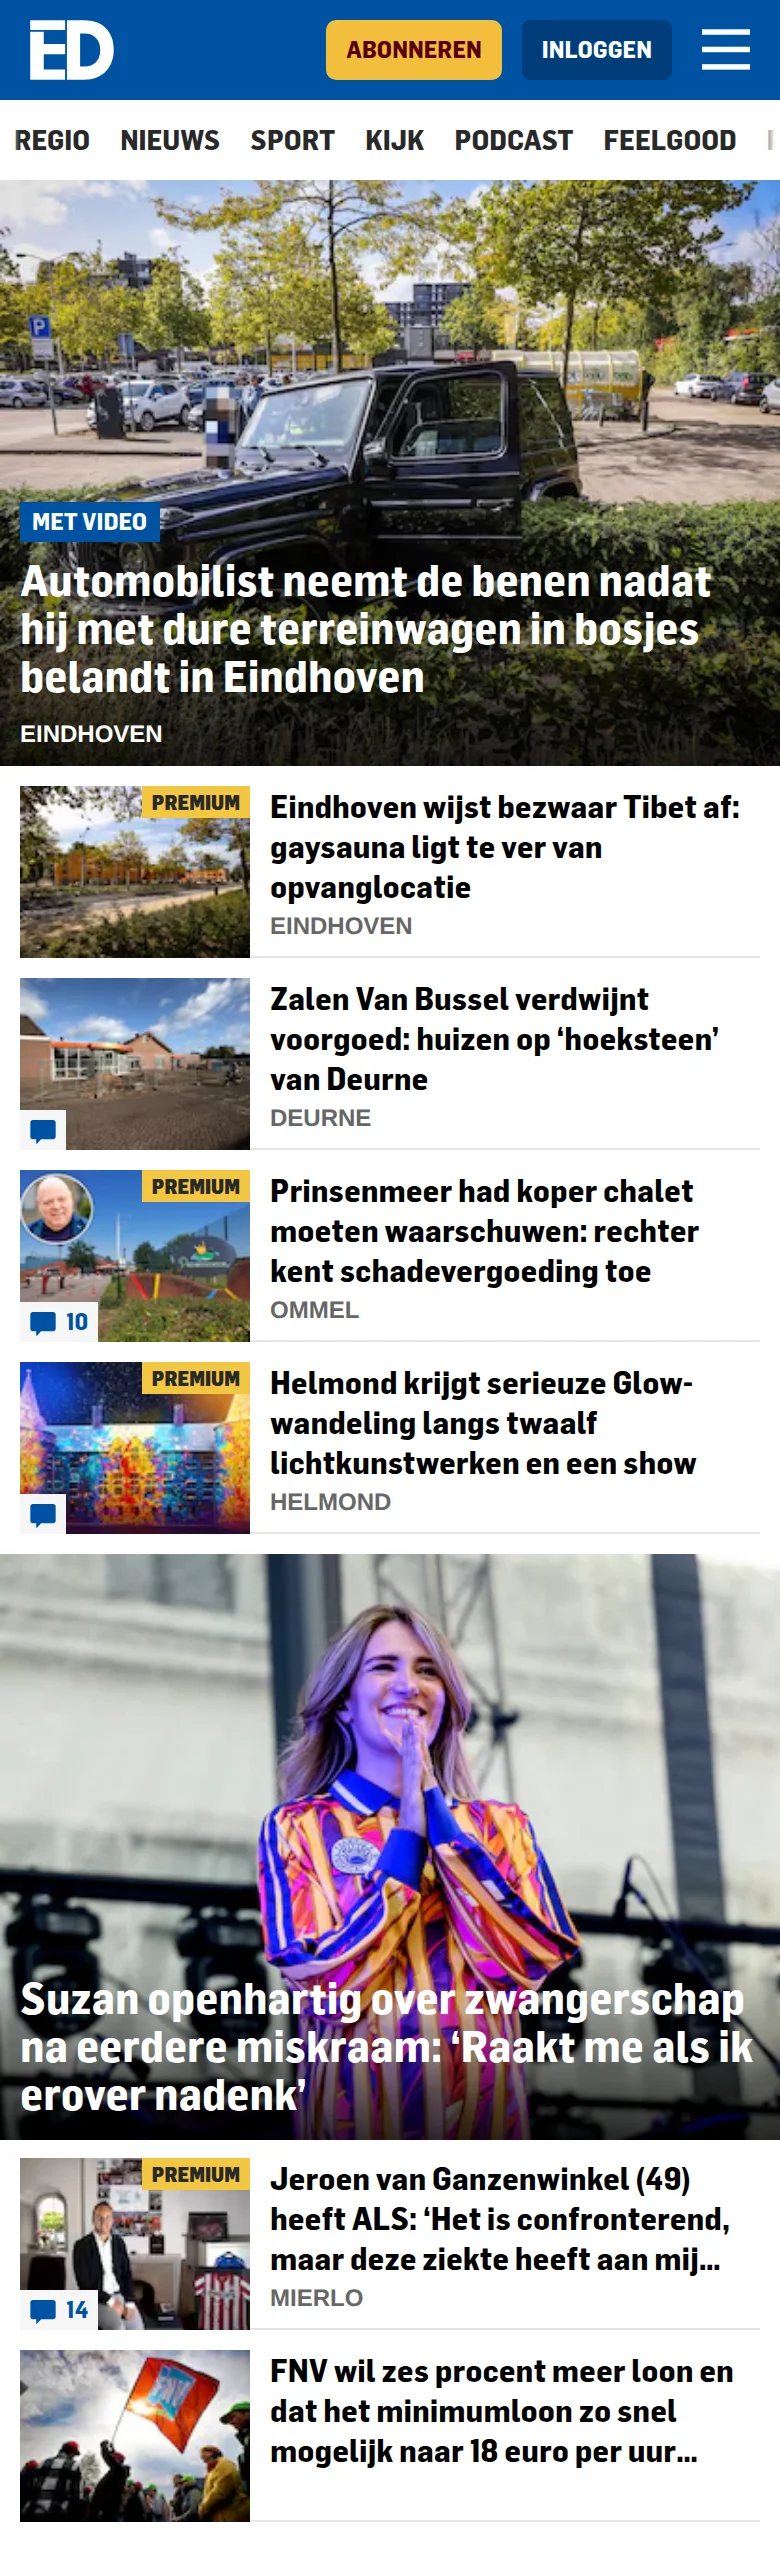 ED
ABONNEREN
INLOGGEN
REGIO NIEUWS SPORT KIJK PODCAST FEELGOOD
P
MET VIDEO
Automobilist neemt de benen nadat
hij met dure terreinwagen in bosjes
belandt in Eindhoven
EINDHOVEN
PREMIUM
Eindhoven wijst bezwaar Tibet af:
gaysauna ligt te ver van
opvanglocatie
EINDHOVEN
Zalen Van Bussel verdwijnt
voorgoed: huizen op ‘hoeksteen’
van Deurne
DEURNE
PREMIUM
10
Prinsenmeer had koper chalet
moeten waarschuwen: rechter
kent schadevergoeding toe
OMMEL
PREMIUM
Helmond krijgt serieuze Glow-
wandeling langs twaalf
lichtkunstwerken en een show
HELMOND
Suzan openhartig over zwangerschap
na eerdere miskraam: ‘Raakt me als ik
erover nadenk’
PREMIUM
14
Jeroen van Ganzenwinkel (49)
heeft ALS: ‘Het is confronterend,
maar deze ziekte heeft aan mij...
MIERLO
FNV wil zes procent meer loon en
dat het minimumloon zo snel
mogelijk naar 18 euro per uur...